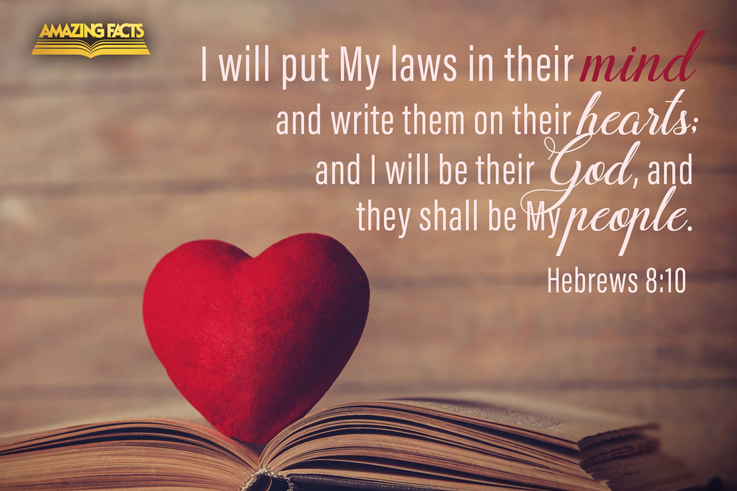 AMAZING FACTS
I will put My laws in their mind
and write them on their hearts;
and I will be their God, and
they shall be My people.
Hebrews 8:10